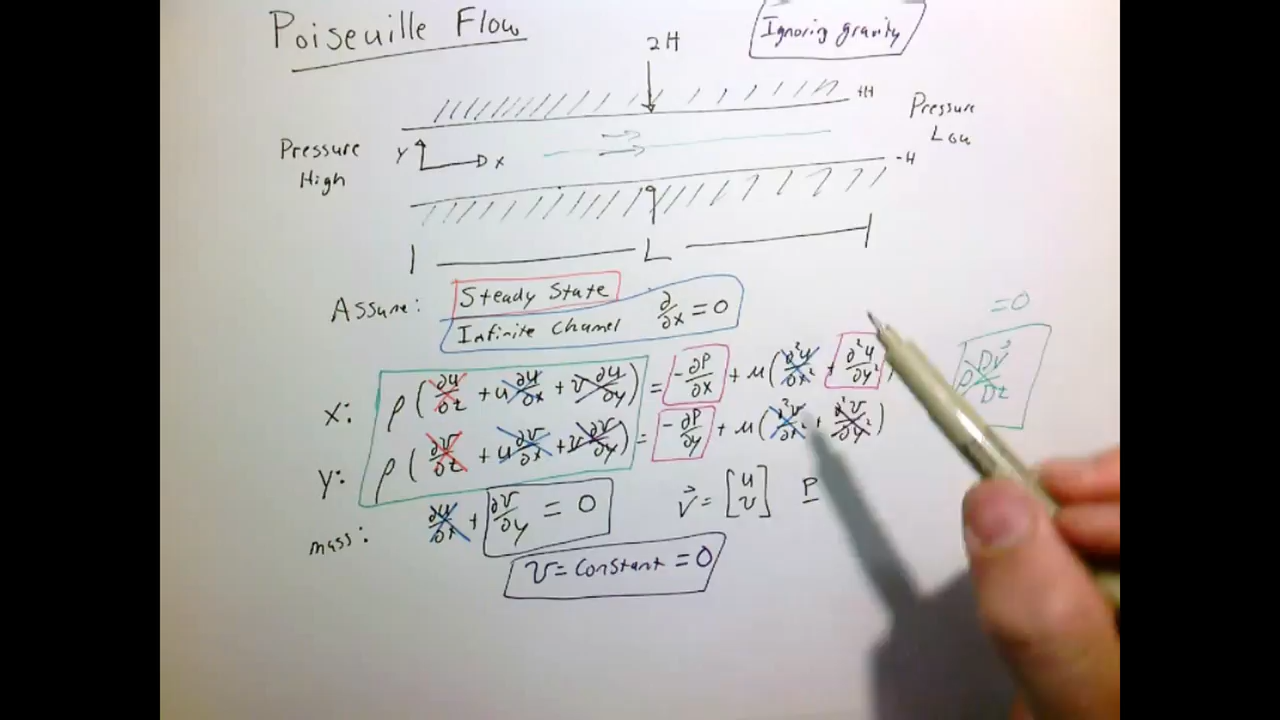 Poiseuille Flow
Ignoring gravity
2H
+H
Pressure High
Y
x
Pressure Low
-H
L
Assume: Steady State
Infinite Channel ∂/∂x = 0
= 0
x: ρ(∂u/∂t + u ∂u/∂x + v ∂u/∂y) = -∂P/∂x + μ(∂²u/∂x² + ∂²u/∂y²)
ρ Dv⃗/Dt
y: ρ(∂v/∂t + u ∂v/∂x + v ∂v/∂y) = -∂P/∂y + μ(∂²v/∂x² + ∂²v/∂y²)
mass: ∂u/∂x + ∂v/∂y = 0
v⃗ = [u v] P
v = constant = 0